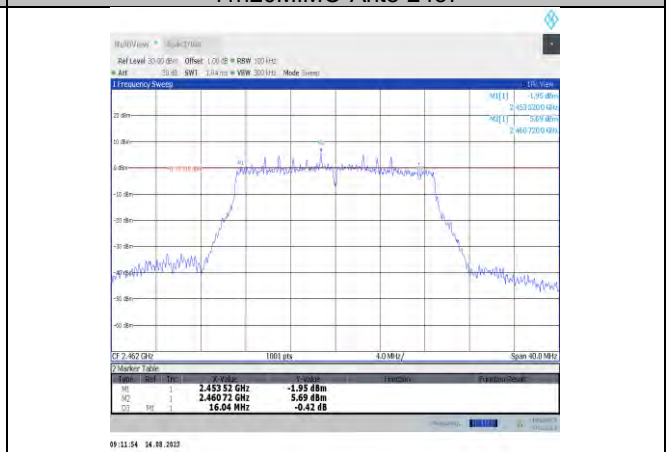 MultiView Spectrum
Ref Level 30.00 dBm Offset 1.00 dB RBW 100 kHz
Att 30 dB SWT 1.04 ms VBW 300 kHz Mode Sweep
1 Frequency Sweep 1Pk View
M1[1] -1.95 dBm
2.453 520 0 GHz
M2[1] 5.69 dBm
2.460 720 0 GHz
20 dBm
10 dBm
0 dBm
-10 dBm
-20 dBm
-30 dBm
-40 dBm
-50 dBm
-60 dBm
CF 2.462 GHz 1001 pts 4.0 MHz/ Span 40.0 MHz
2 Marker Table
Type Ref Trc X-Value Y-Value Function Function Result
M1 1 2.453 52 GHz -1.95 dBm
M2 1 2.460 72 GHz 5.69 dBm
D3 M1 1 16.04 MHz -0.42 dB
09:11:54 14.08.2023